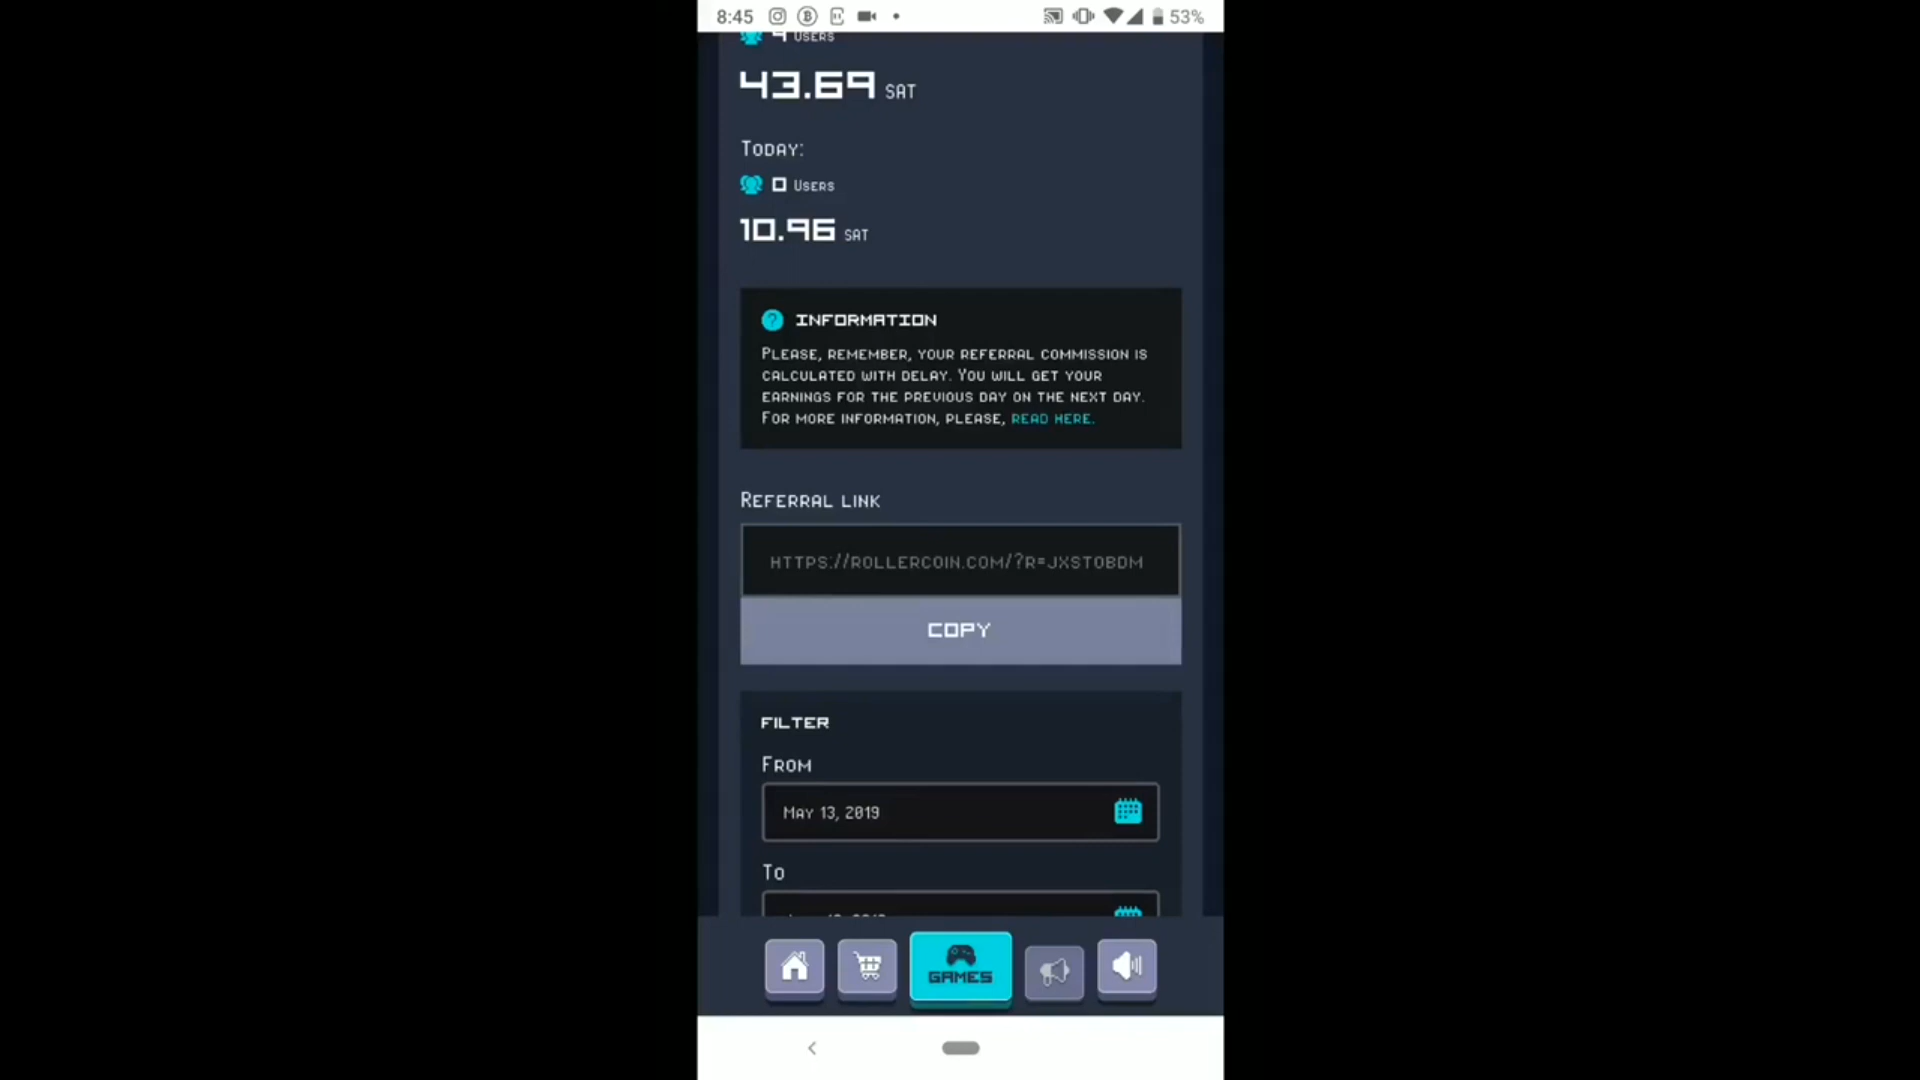 8:45 53%
4 Users
43.69 SAT
Today:
0 Users
10.96 SAT
? INFORMATION
Please, remember, your referral commission is
calculated with delay. You will get your
earnings for the previous day on the next day.
For more information, please, read here.
Referral link
https://rollercoin.com/?r=jxst0bdm
COPY
FILTER
From
May 13, 2019
To
GAMES